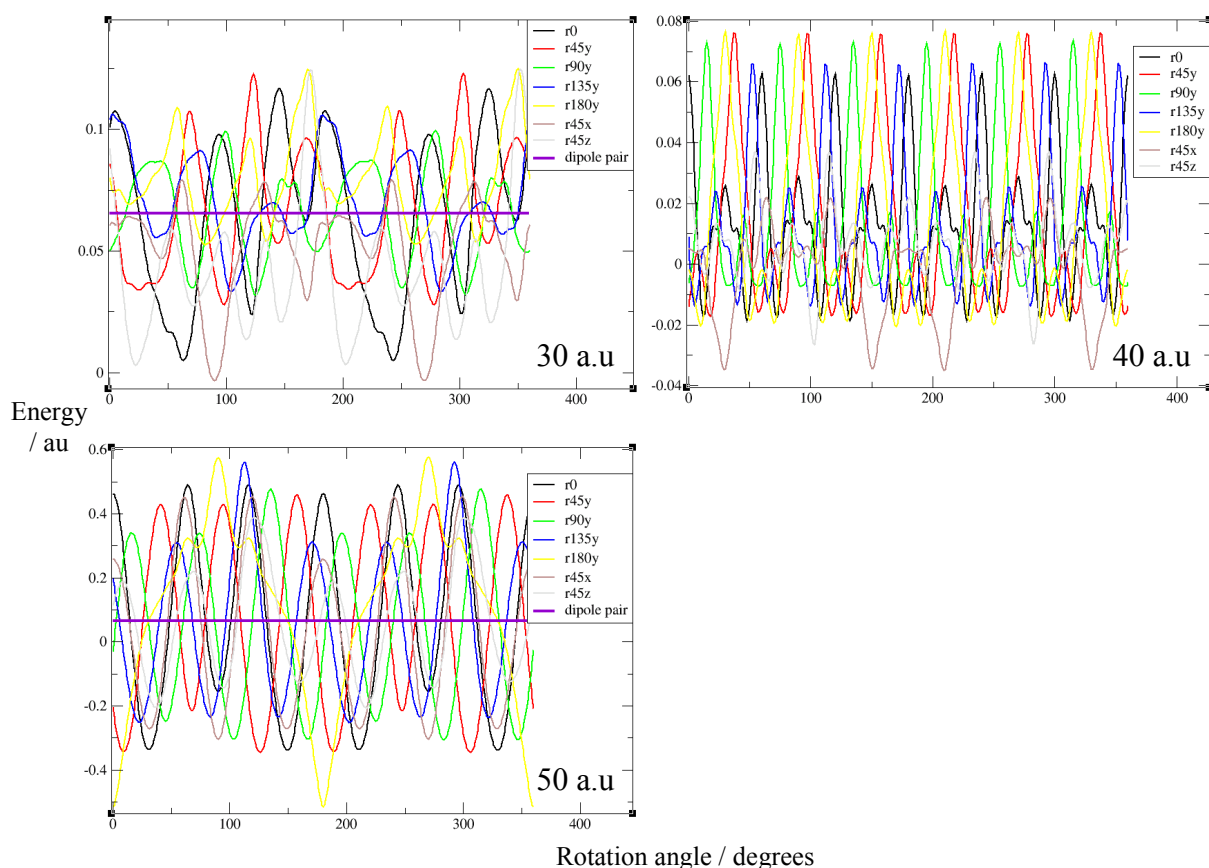 r0
r45y
r90y
r135y
r180y
r45x
r45z
dipole pair
0.1
0.05
0
30 a.u
0 100 200 300 400
0.08
0.06
0.04
0.02
0
-0.02
-0.04
r0
r45y
r90y
r135y
r180y
r45x
r45z
40 a.u
0 100 200 300 400
Energy
/ au
0.6
0.4
0.2
0
-0.2
-0.4
r0
r45y
r90y
r135y
r180y
r45x
r45z
dipole pair
50 a.u
0 100 200 300 400
Rotation angle / degrees